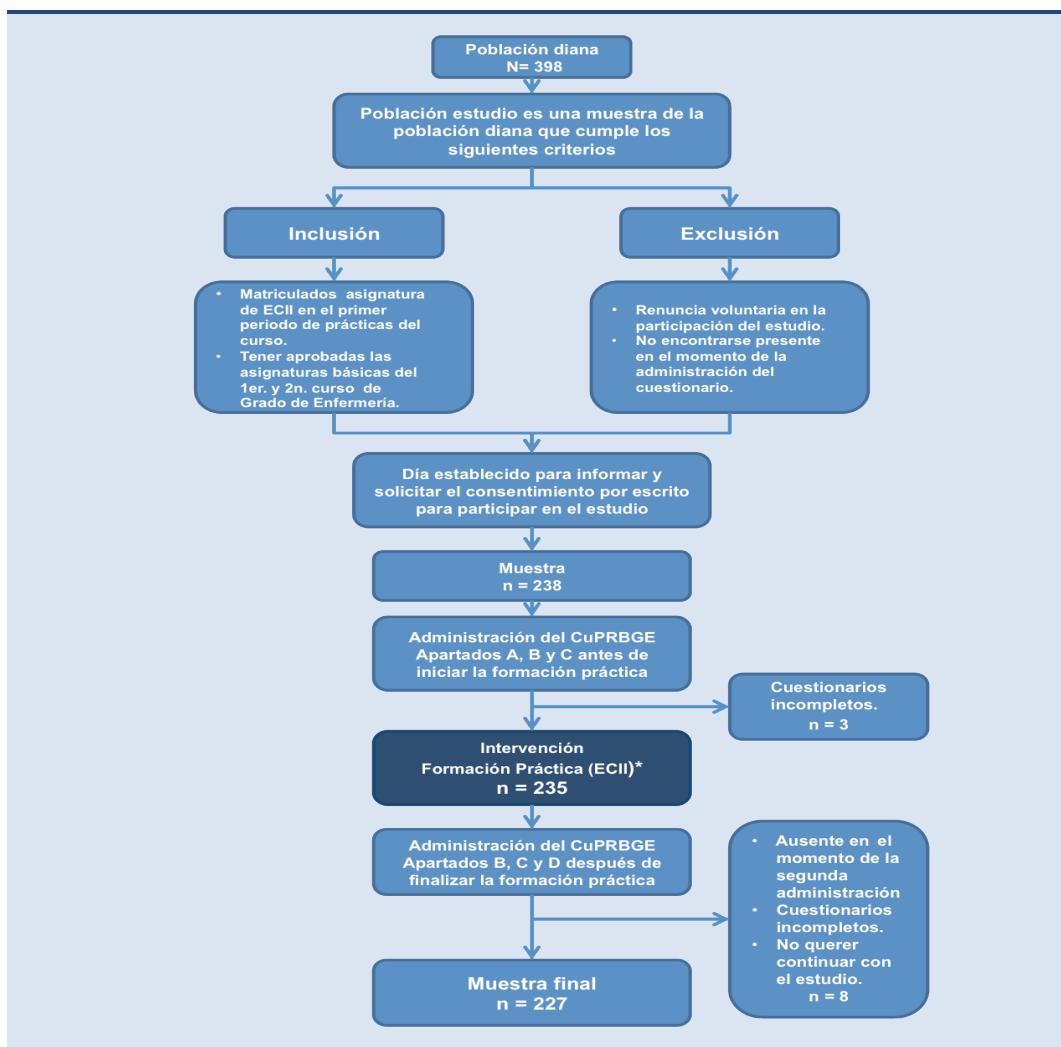 Población diana
N= 398
Población estudio es una muestra de la
población diana que cumple los
siguientes criterios
Inclusión
Exclusión
• Matriculados asignatura
de ECII en el primer
periodo de prácticas del
curso.
• Tener aprobadas las
asignaturas básicas del
1er. y 2n. curso de
Grado de Enfermería.
• Renuncia voluntaria en la
participación del estudio.
• No encontrarse presente
en el momento de la
administración del
cuestionario.
Día establecido para informar y
solicitar el consentimiento por escrito
para participar en el estudio
Muestra
n = 238
Administración del CuPRBGE
Apartados A, B y C antes de
iniciar la formación práctica
Cuestionarios
incompletos.
n = 3
Intervención
Formación Práctica (ECII)*
n = 235
Administración del CuPRBGE
Apartados B, C y D después de
finalizar la formación práctica
• Ausente en el
momento de la
segunda
administración
• Cuestionarios
incompletos.
• No querer
continuar con
el estudio.
n = 8
Muestra final
n = 227